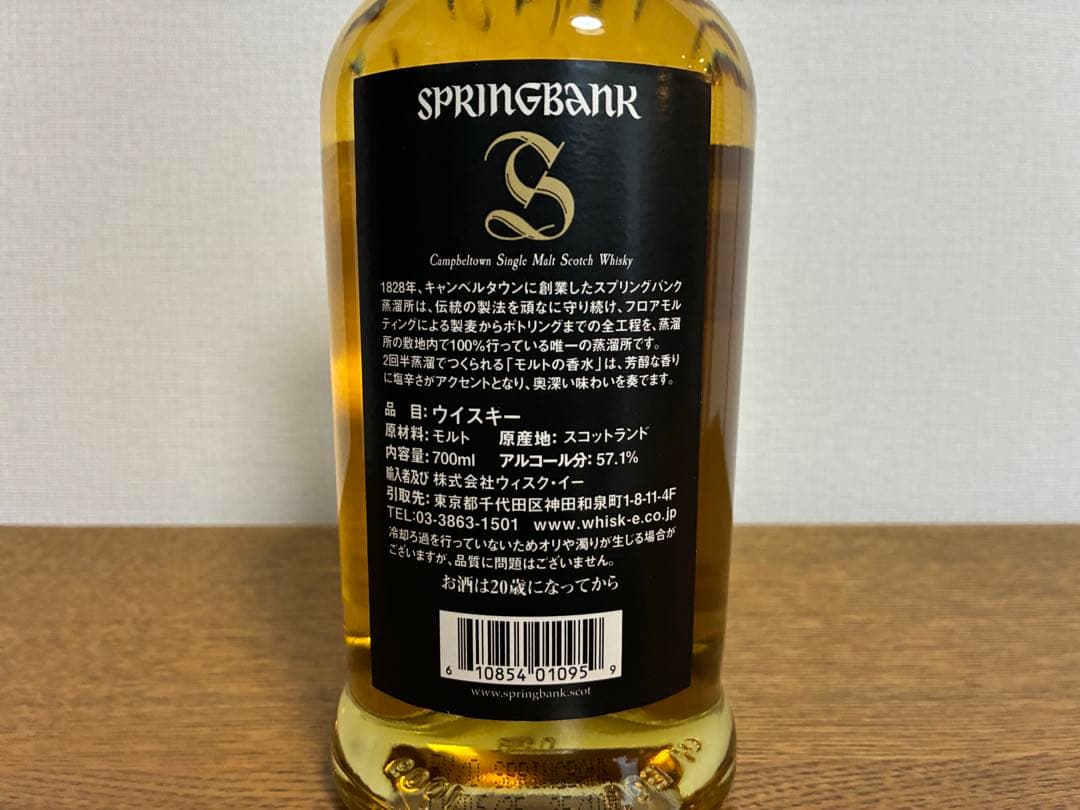 SPRINGBANK
S
Campbeltown Single Malt Scotch Whisky
1828年、キャンベルタウンに創業したスプリングバンク
蒸溜所は、伝統の製法を頑なに守り続け、フロアモル
ティングによる製麦からボトリングまでの全工程を、蒸溜
所の敷地内で100%行っている唯一の蒸溜所です。
2回半蒸溜でつくられる「モルトの香水」は、芳醇な香り
に塩辛さがアクセントとなり、奥深い味わいを奏でます。
品 目:ウイスキー
原材料:モルト 原産地:スコットランド
内容量:700ml アルコール分:57.1%
輸入者及び 株式会社ウィスク・イー
引取先:東京都千代田区神田和泉町1-8-11-4F
TEL:03-3863-1501 www.whisk-e.co.jp
冷却ろ過を行っていないためオリや濁りが生じる場合が
ございますが、品質に問題はございません。
お酒は20歳になってから
6 10854 01095 9
www.springbank.scot
SPRINGBANK